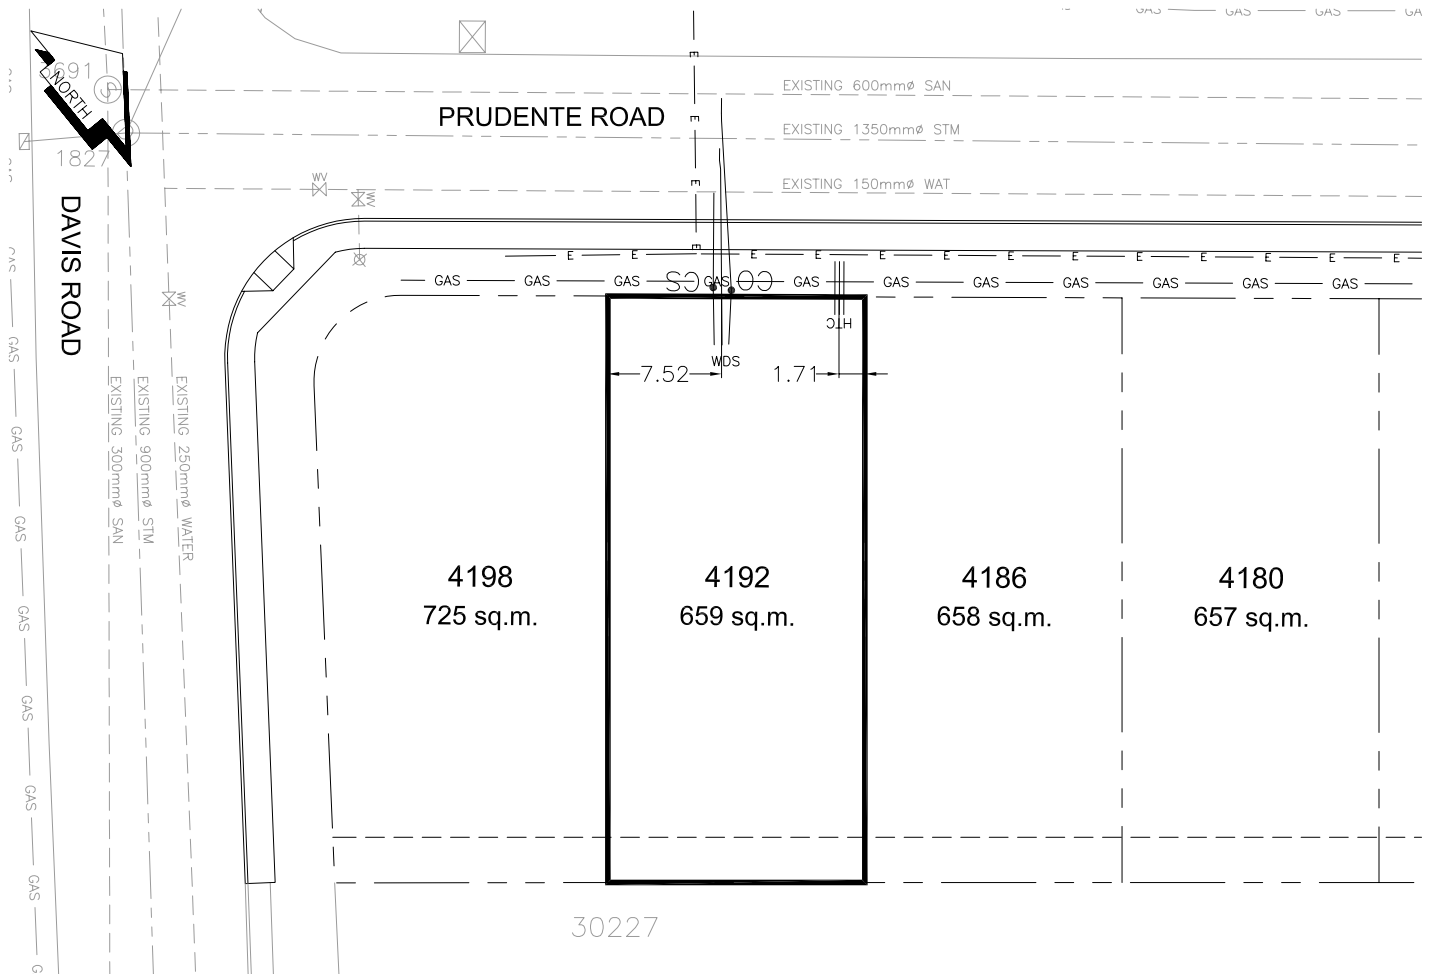 GAS GAS GAS
3691
NORTH
1827
DAVIS ROAD
PRUDENTE ROAD
EXISTING 600mmø SAN
EXISTING 1350mmø STM
EXISTING 150mmø WAT
WV
WV
WV
E E E E
E E E E E E E E E E E E E E
GAS GAS GAS GAS GAS GAS GAS GAS GAS GAS GAS
CS CO
HTC
WDS
7.52 1.71
EXISTING 300mmø SAN
EXISTING 900mmø STM
EXISTING 250mmø WATER
GAS GAS GAS GAS GAS GAS GAS
4198
725 sq.m.
4192
659 sq.m.
4186
658 sq.m.
4180
657 sq.m.
30227